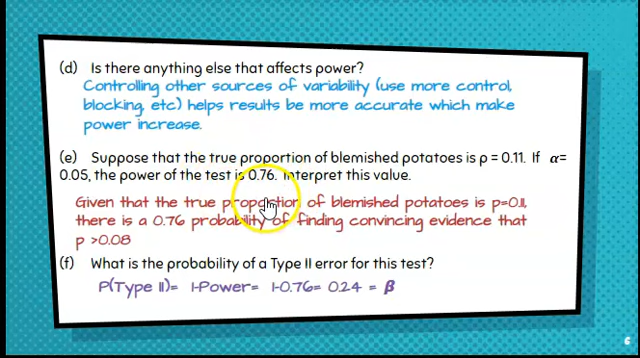 (d) Is there anything else that affects power?
Controlling other sources of variability (use more control,
blocking, etc) helps results be more accurate which make
power increase.
(e) Suppose that the true proportion of blemished potatoes is p = 0.11. If α=
0.05, the power of the test is 0.76. Interpret this value.
Given that the true proportion of blemished potatoes is p=0.11,
there is a 0.76 probability of finding convincing evidence that
p >0.08
(f) What is the probability of a Type II error for this test?
P(Type II)= 1-Power= 1-0.76= 0.24 = β
6